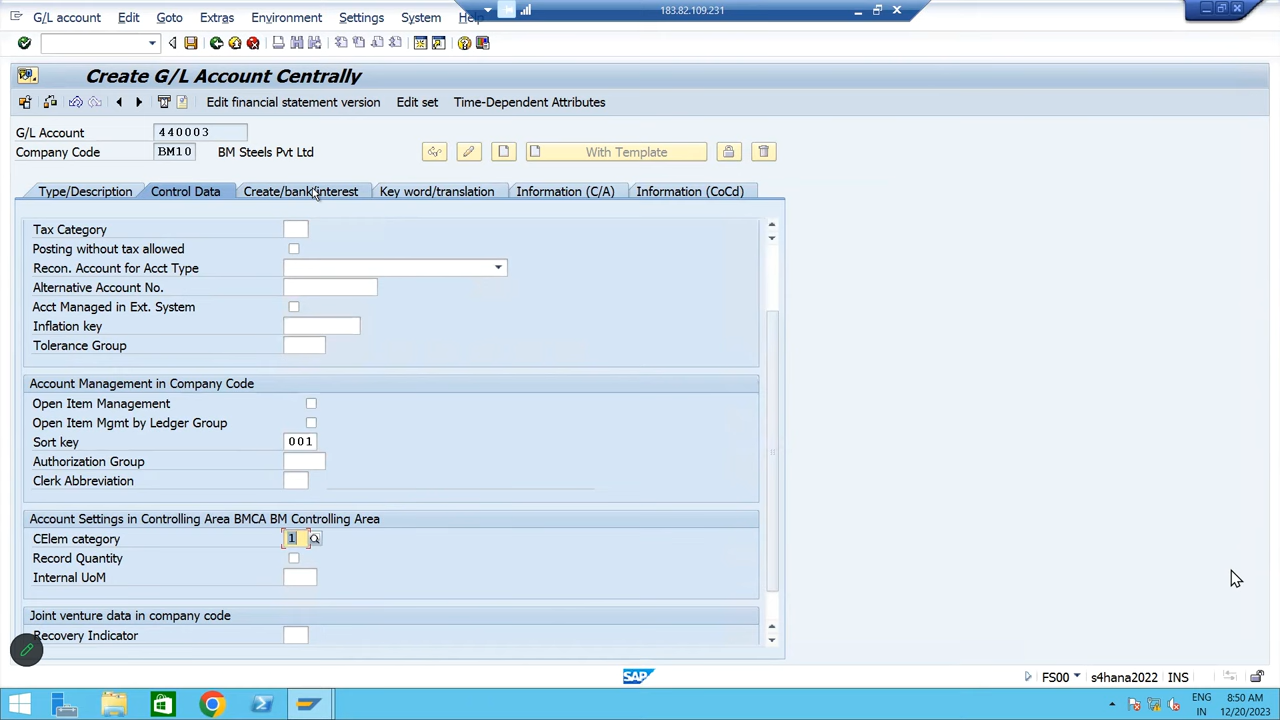 183.82.109.231
G/L account Edit Goto Extras Environment Settings System Help
Create G/L Account Centrally
Edit financial statement version Edit set Time-Dependent Attributes
G/L Account 440003
Company Code BM10 BM Steels Pvt Ltd With Template
Type/Description Control Data Create/bank/interest Key word/translation Information (C/A) Information (CoCd)
Tax Category
Posting without tax allowed
Recon. Account for Acct Type
Alternative Account No.
Acct Managed in Ext. System
Inflation key
Tolerance Group
Account Management in Company Code
Open Item Management
Open Item Mgmt by Ledger Group
Sort key 001
Authorization Group
Clerk Abbreviation
Account Settings in Controlling Area BMCA BM Controlling Area
CElem category 1
Record Quantity
Internal UoM
Joint venture data in company code
Recovery Indicator
SAP FS00 s4hana2022 INS
ENG 8:50 AM
IN 12/20/2023